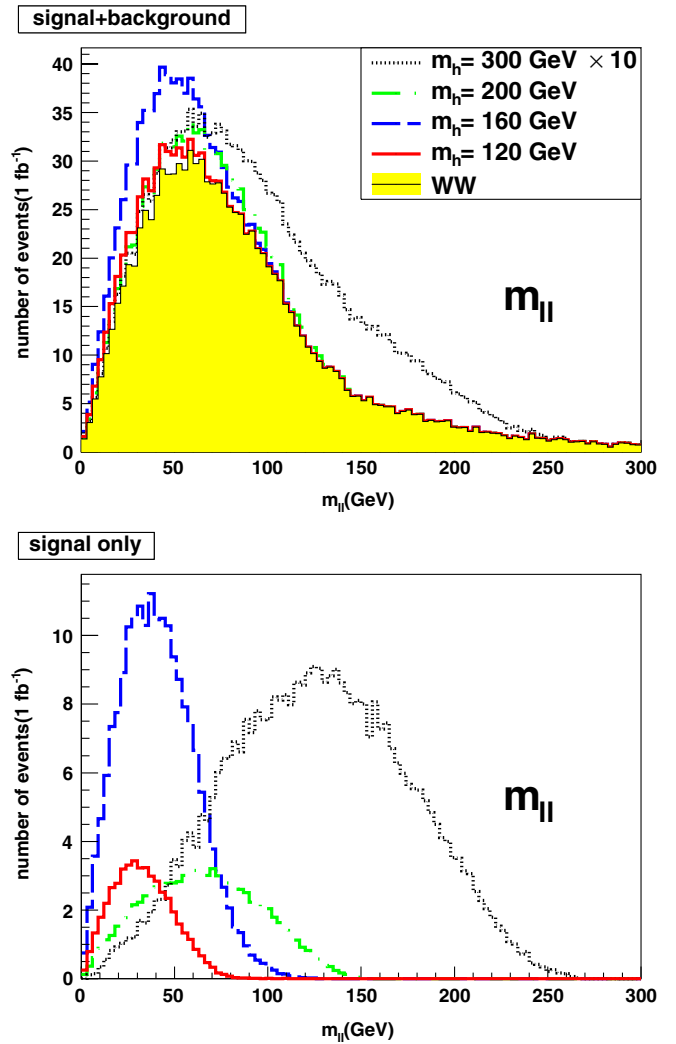 signal+background
40
35
30
25
20
15
10
5
0
number of events(1 fb⁻¹)
m_h= 300 GeV × 10
m_h= 200 GeV
m_h= 160 GeV
m_h= 120 GeV
WW
m_ll
0 50 100 150 200 250 300
m_ll(GeV)
signal only
10
8
6
4
2
0
number of events(1 fb⁻¹)
m_ll
0 50 100 150 200 250 300
m_ll(GeV)